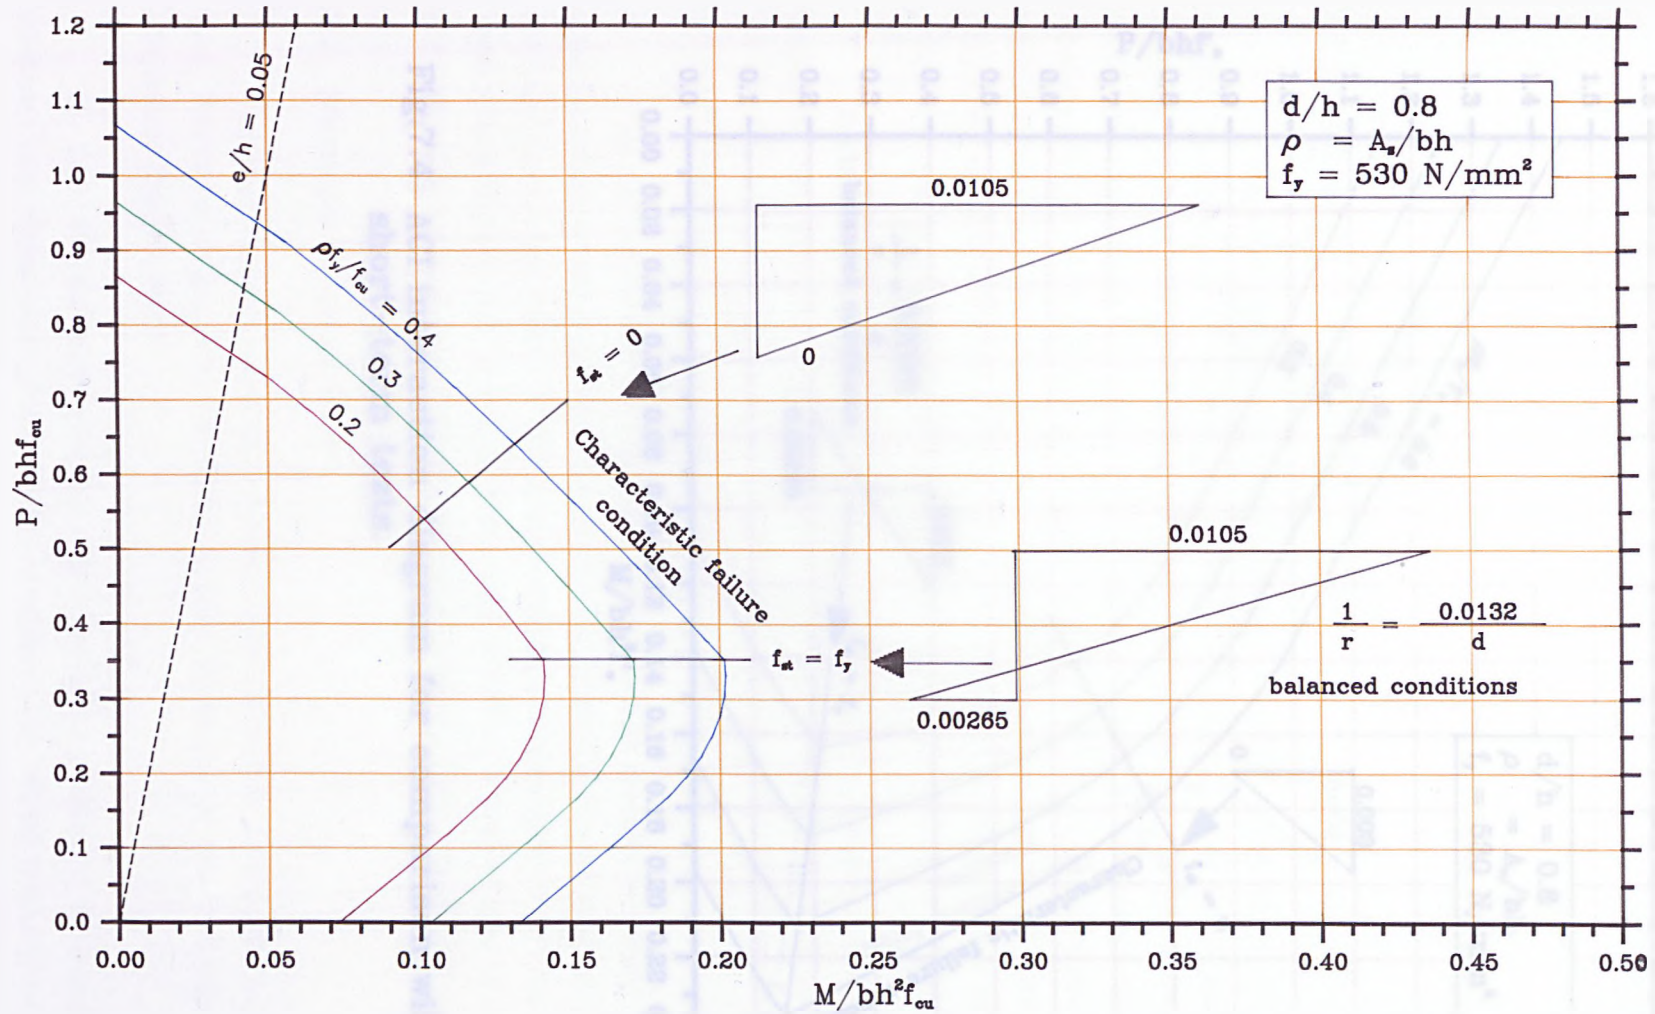 1.2
1.1
1.0
0.9
0.8
0.7
0.6
0.5
0.4
0.3
0.2
0.1
0.0
P/bhf_cu
e/h = 0.05
ρf_y/f_cu = 0.4
0.3
0.2
f_st = 0
Characteristic failure
condition
0.0105
0
d/h = 0.8
ρ = A_s/bh
f_y = 530 N/mm²
0.0105
f_st = f_y
0.00265
1/r = 0.0132/d
balanced conditions
0.00 0.05 0.10 0.15 0.20 0.25 0.30 0.35 0.40 0.45 0.50
M/bh²f_cu